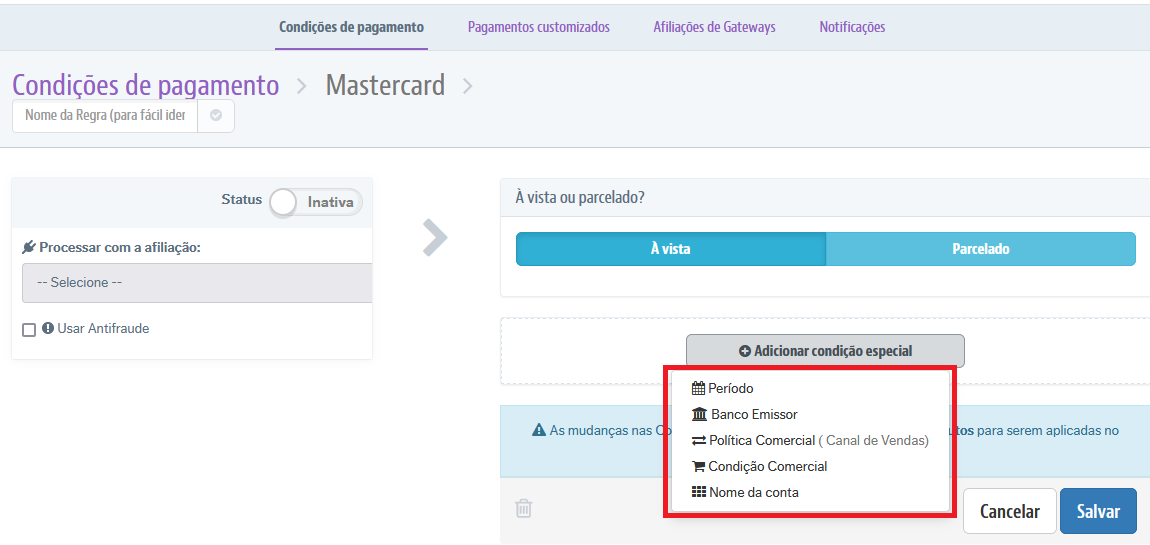 Condições de pagamento
Pagamentos customizados
Afiliações de Gateways
Notificações
Condições de pagamento > Mastercard >
Nome da Regra (para fácil ider
Status Inativa
Processar com a afiliação:
-- Selecione --
Usar Antifraude
À vista ou parcelado?
À vista
Parcelado
Adicionar condição especial
Período
Banco Emissor
Política Comercial ( Canal de Vendas)
Condição Comercial
Nome da conta
As mudanças nas Co
utos para serem aplicadas no
Cancelar
Salvar